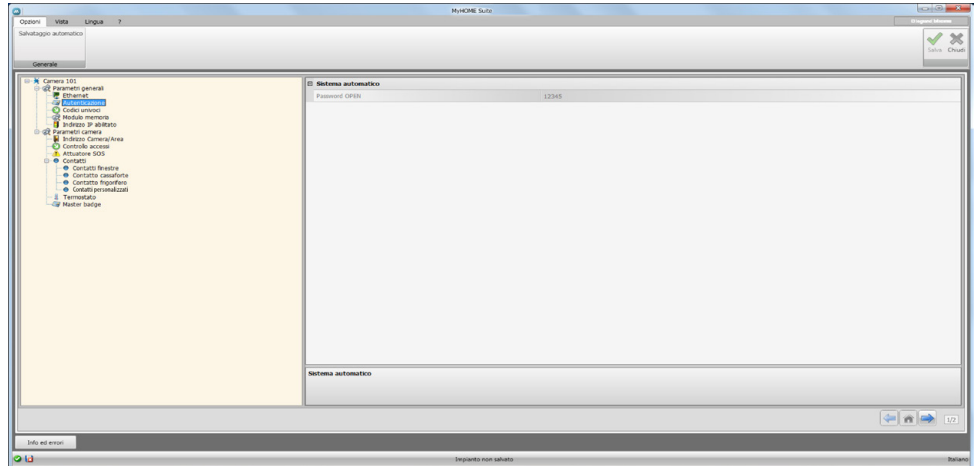 MyHOME Suite
Opzioni Vista Lingua ?
Salvataggio automatico
Generale
Salva Chiudi
Camera 101
Parametri generali
Ethernet
Autenticazione
Codici univoci
Modulo memoria
Indirizzo IP abilitato
Parametri camera
Indirizzo Camera/Area
Controllo accessi
Attuatore SOS
Contatti
Contatti finestre
Contatto cassaforte
Contatto frigorifero
Contatti personalizzati
Termostato
Master badge
Sistema automatico
Password OPEN 12345
Sistema automatico
1/2
Info ed errori
Impianto non salvato
Italiano